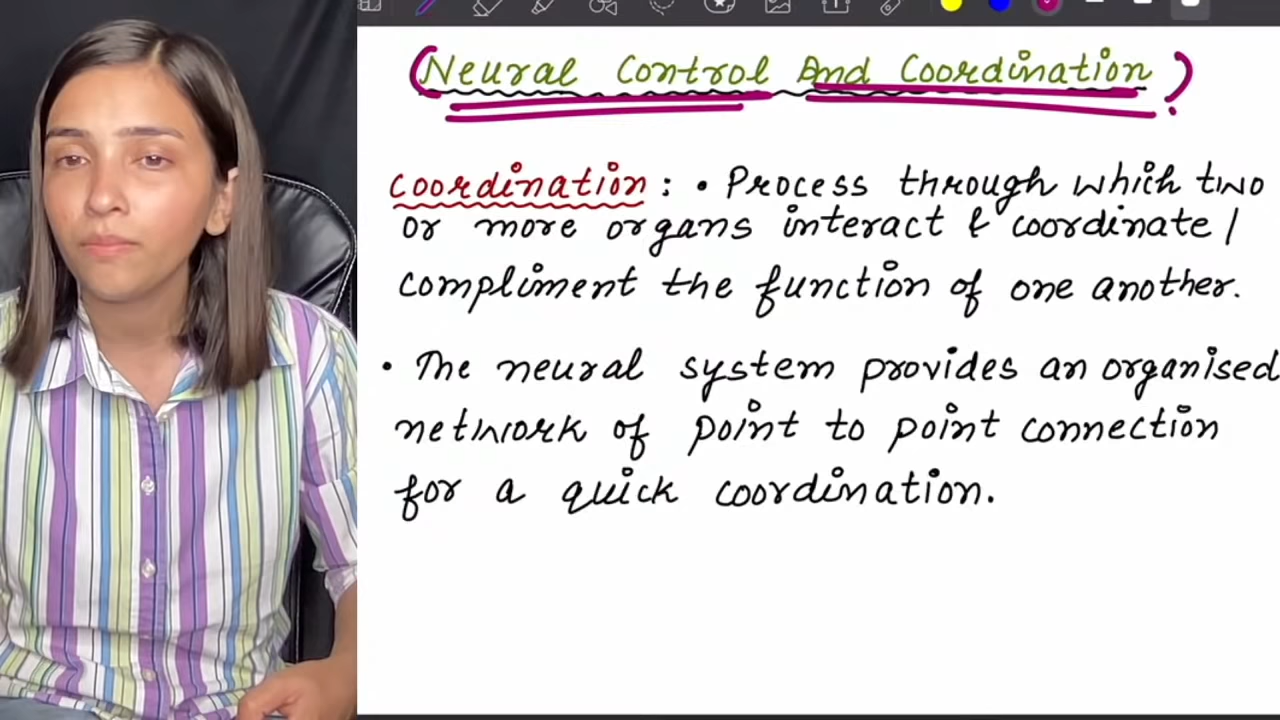 (Neural Control And Coordination)
Coordination : • Process through which two
or more organs interact & coordinate/
compliment the function of one another.
• The neural system provides an organised
network of point to point connection
for a quick coordination.